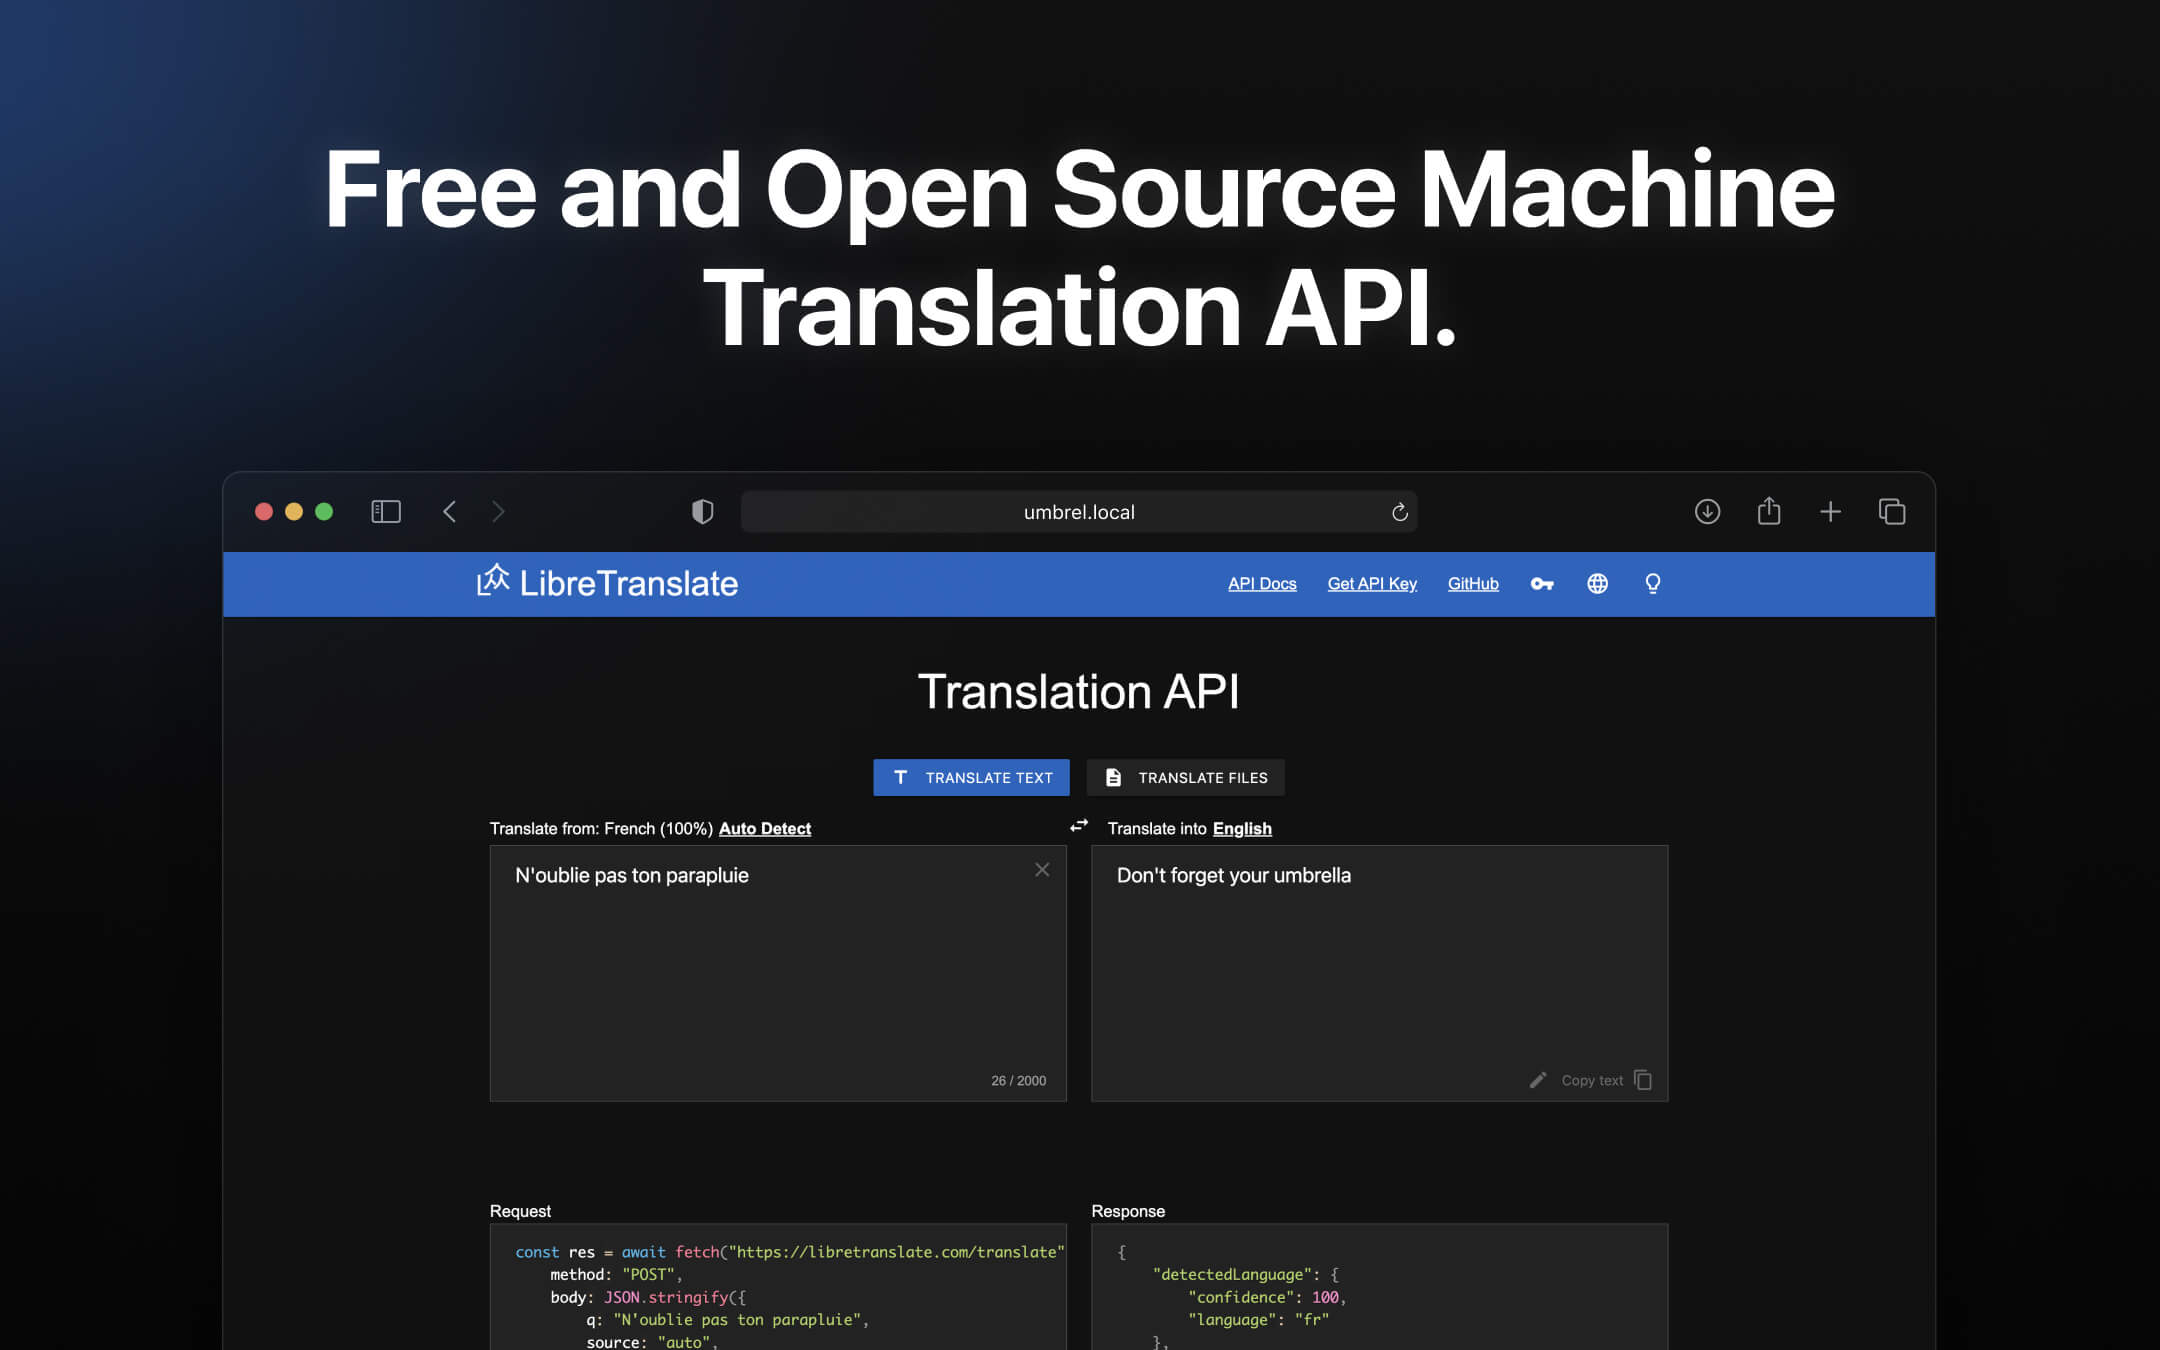 Free and Open Source Machine
Translation API.
umbrel.local
LibreTranslate
API Docs Get API Key GitHub
Translation API
TRANSLATE TEXT TRANSLATE FILES
Translate from: French (100%) Auto Detect
Translate into English
N'oublie pas ton parapluie
Don't forget your umbrella
26 / 2000
Copy text
Request
const res = await fetch("https://libretranslate.com/translate"
method: "POST",
body: JSON.stringify({
q: "N'oublie pas ton parapluie",
source: "auto",
Response
{
"detectedLanguage": {
"confidence": 100,
"language": "fr"
},